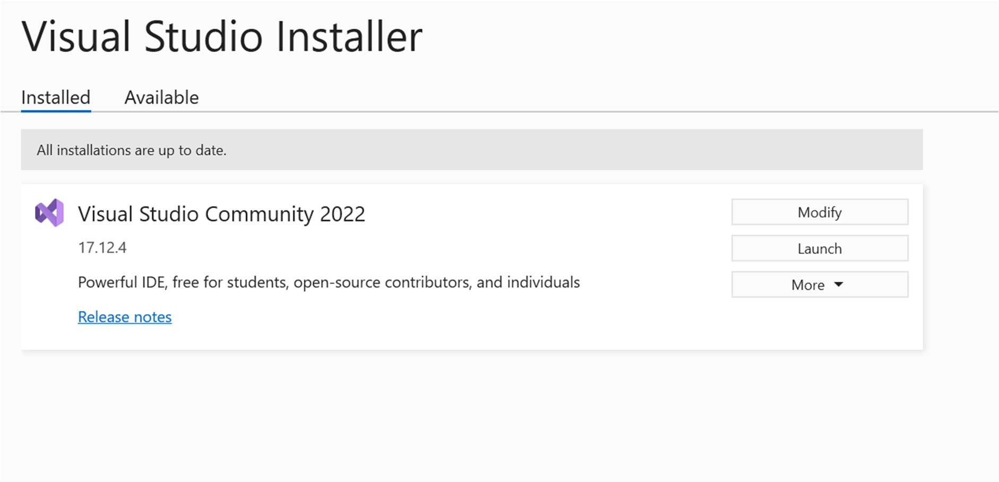 Visual Studio Installer
Installed Available
All installations are up to date.
Visual Studio Community 2022
17.12.4
Powerful IDE, free for students, open-source contributors, and individuals
Release notes
Modify
Launch
More